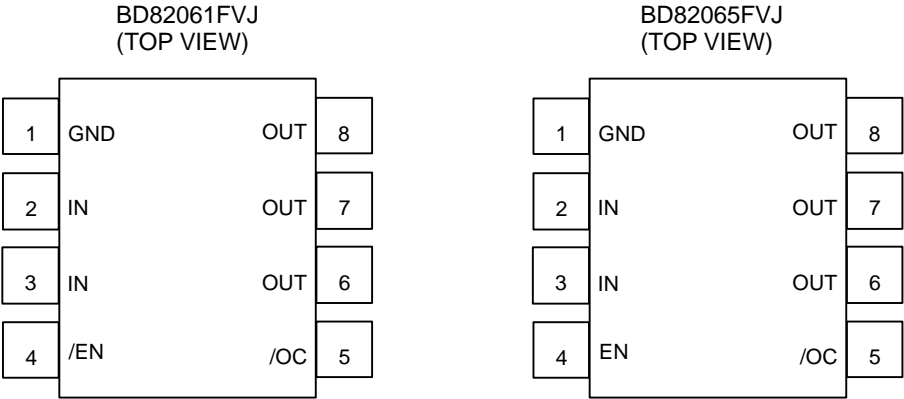 BD82061FVJ
(TOP VIEW)
1 GND OUT 8
2 IN OUT 7
3 IN OUT 6
4 /EN /OC 5
BD82065FVJ
(TOP VIEW)
1 GND OUT 8
2 IN OUT 7
3 IN OUT 6
4 EN /OC 5